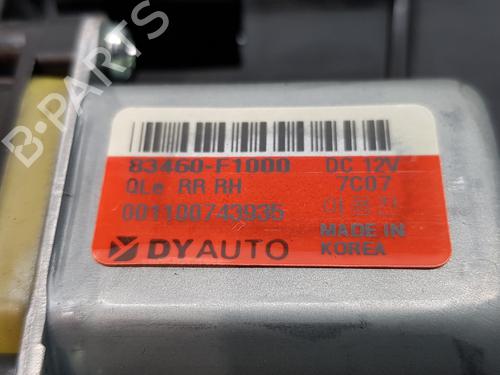 B-PARTS
83460-F1000 DC 12V
QLe RR RH 7C07
001100743935
DYAUTO MADE IN
KOREA